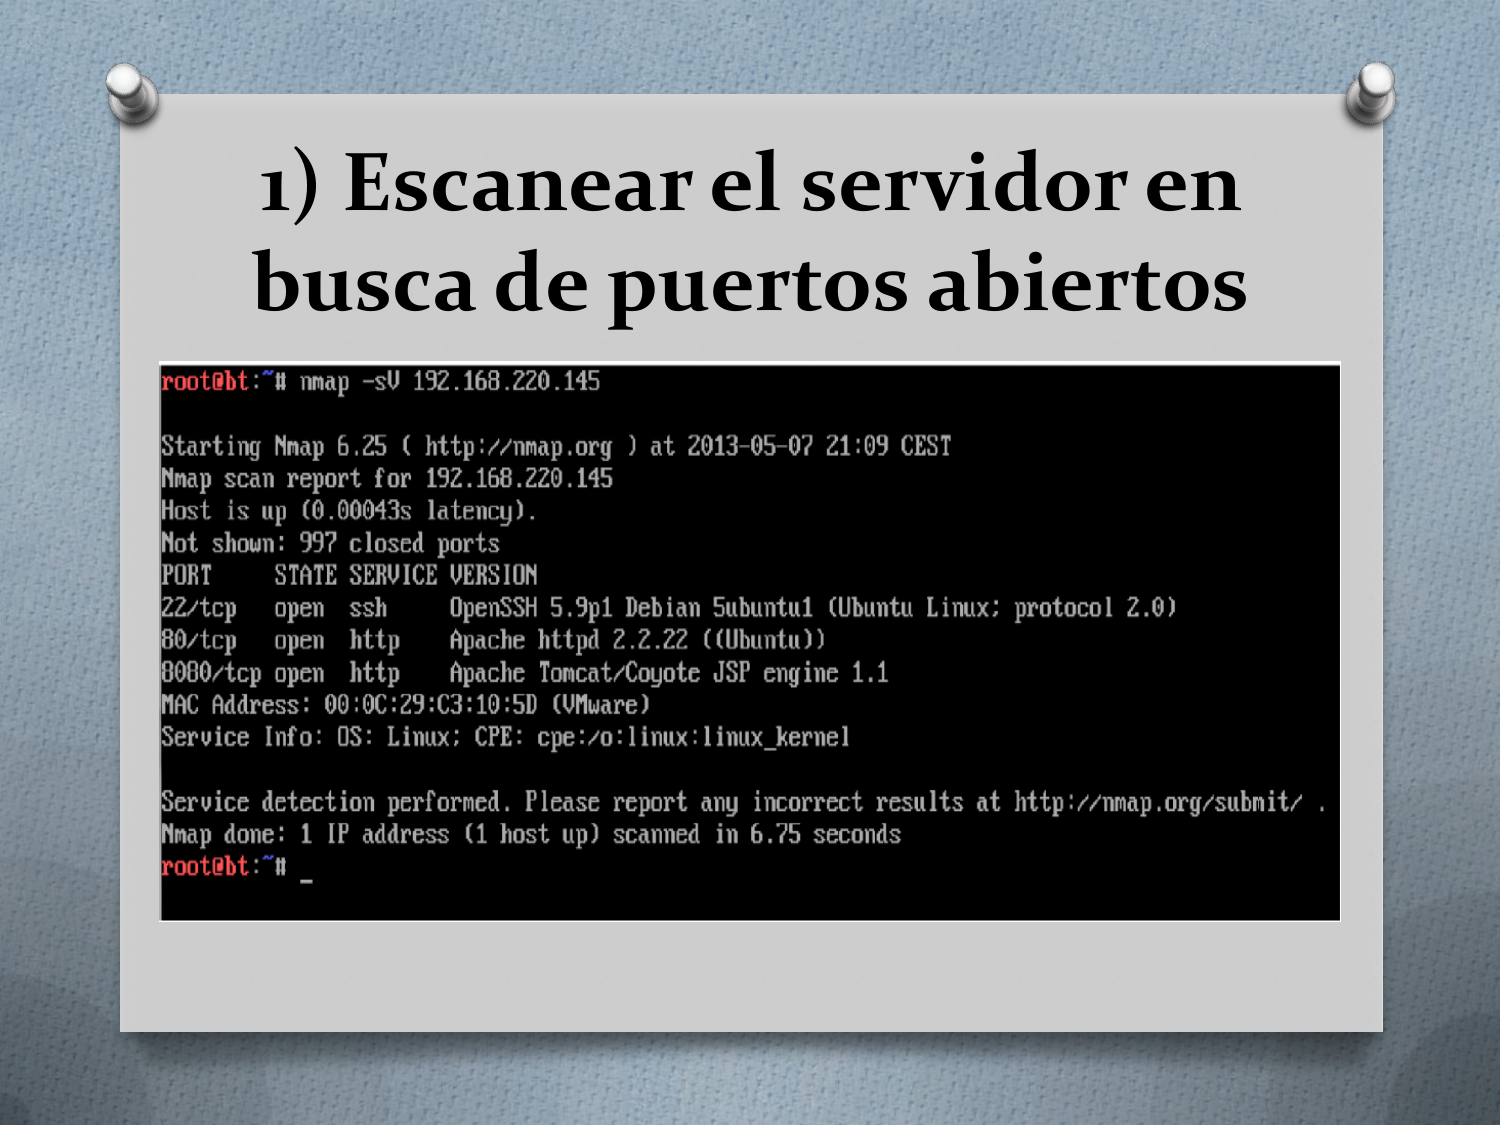 1) Escanear el servidor en
busca de puertos abiertos
root@bt:~# nmap -sV 192.168.220.145
Starting Nmap 6.25 ( http://nmap.org ) at 2013-05-07 21:09 CEST
Nmap scan report for 192.168.220.145
Host is up (0.00043s latency).
Not shown: 997 closed ports
PORT     STATE SERVICE VERSION
22/tcp   open  ssh     OpenSSH 5.9p1 Debian 5ubuntu1 (Ubuntu Linux; protocol 2.0)
80/tcp   open  http    Apache httpd 2.2.22 ((Ubuntu))
8080/tcp open  http    Apache Tomcat/Coyote JSP engine 1.1
MAC Address: 00:0C:29:C3:10:5D (VMware)
Service Info: OS: Linux; CPE: cpe:/o:linux:linux_kernel
Service detection performed. Please report any incorrect results at http://nmap.org/submit/ .
Nmap done: 1 IP address (1 host up) scanned in 6.75 seconds
root@bt:~# _